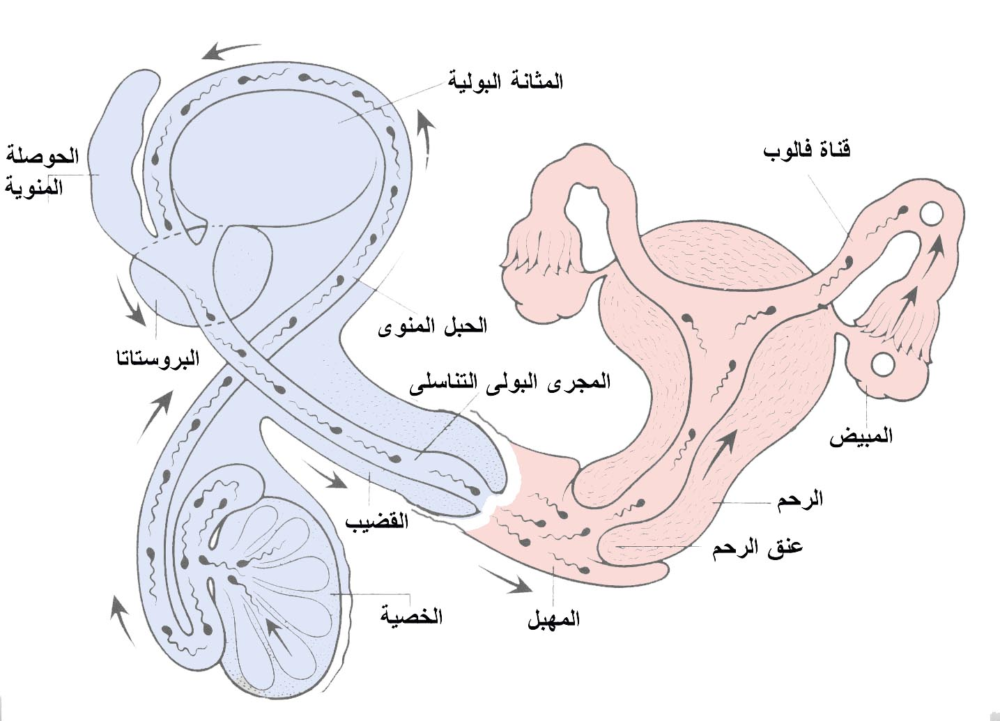 المثانة البولية
قناة فالوب
الحوصلة
المنوية
الحبل المنوى
البروستاتا
المجرى البولى التناسلى
المبيض
الرحم
القضيب
عنق الرحم
الخصية
المهبل